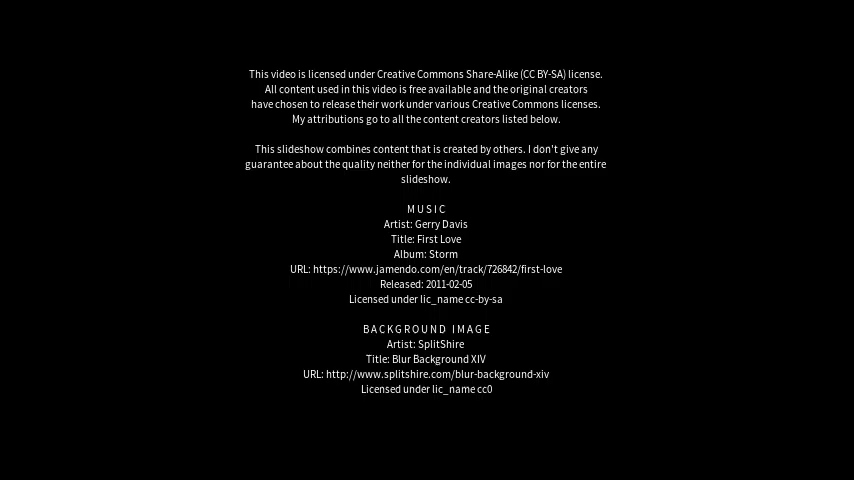 This video is licensed under Creative Commons Share-Alike (CC BY-SA) license.
All content used in this video is free available and the original creators
have chosen to release their work under various Creative Commons licenses.
My attributions go to all the content creators listed below.
This slideshow combines content that is created by others. I don't give any
guarantee about the quality neither for the individual images nor for the entire
slideshow.
MUSIC
Artist: Gerry Davis
Title: First Love
Album: Storm
URL: https://www.jamendo.com/en/track/726842/first-love
Released: 2011-02-05
Licensed under lic_name cc-by-sa
BACKGROUND IMAGE
Artist: SplitShire
Title: Blur Background XIV
URL: http://www.splitshire.com/blur-background-xiv
Licensed under lic_name cc0